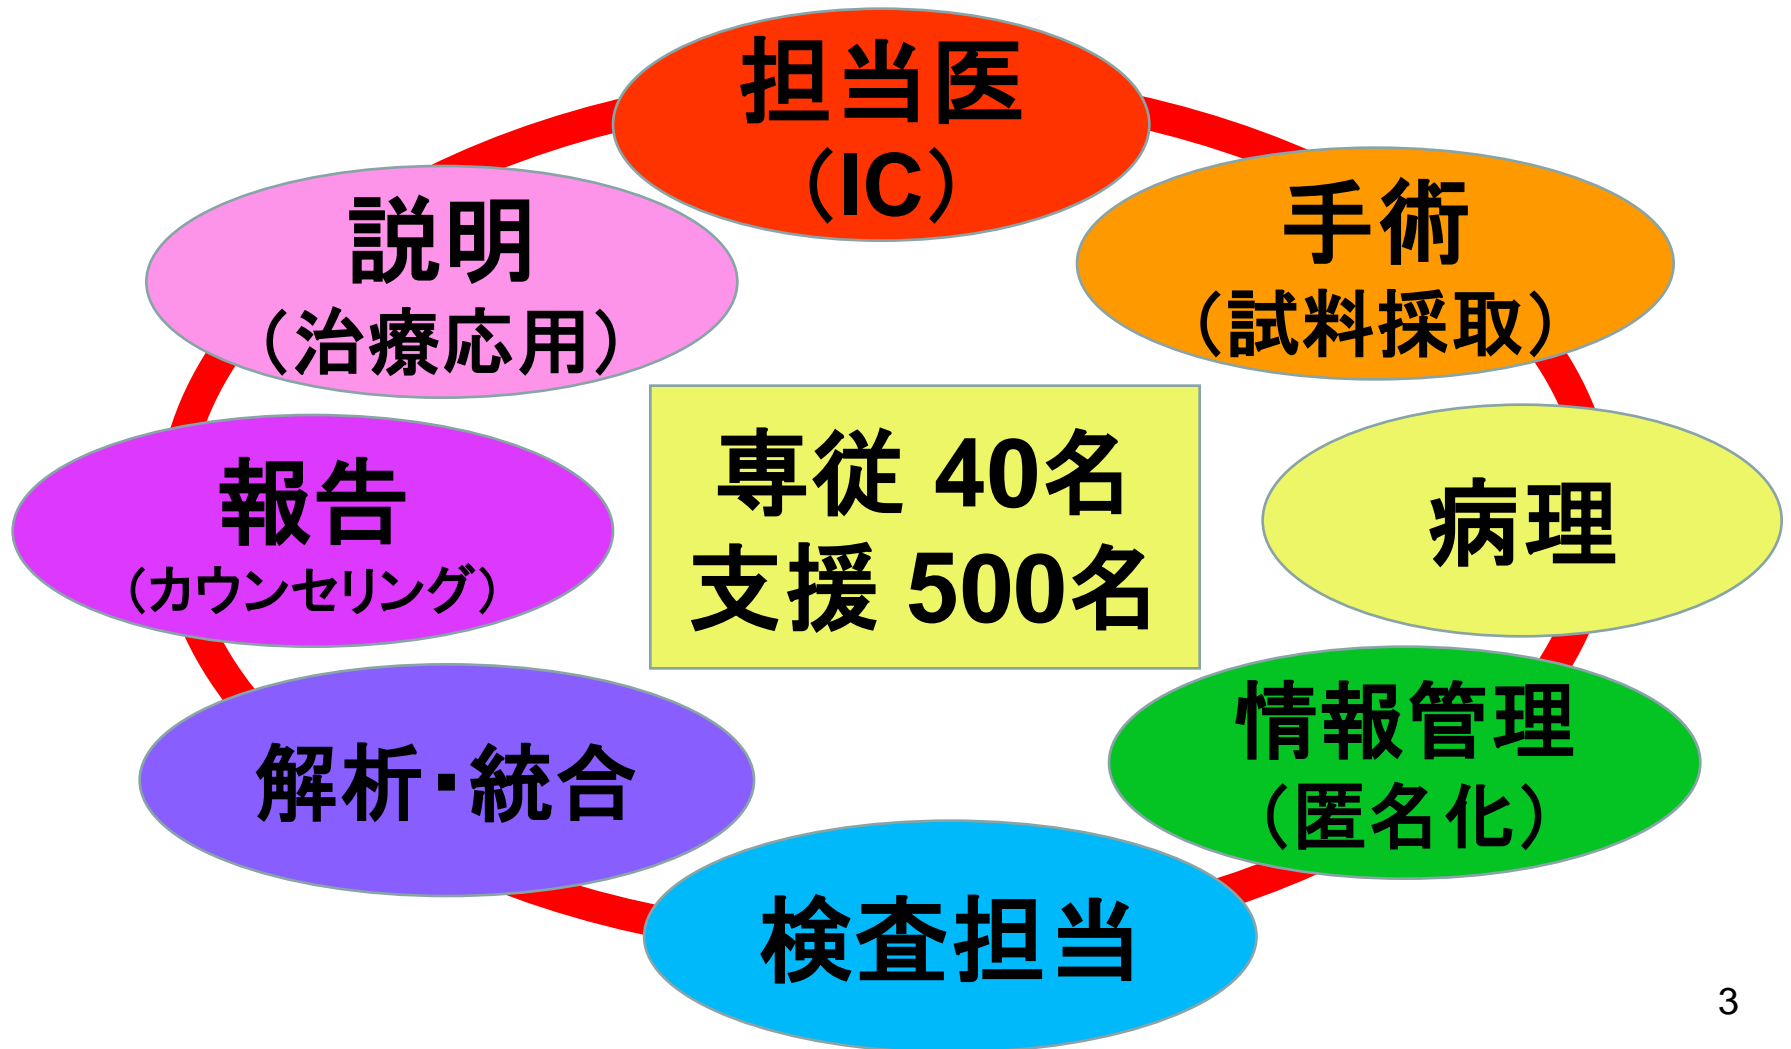 担当医
（IC）
手術
（試料採取）
病理
情報管理
（匿名化）
検査担当
解析・統合
報告
（カウンセリング）
説明
（治療応用）
専従 40名
支援 500名
3